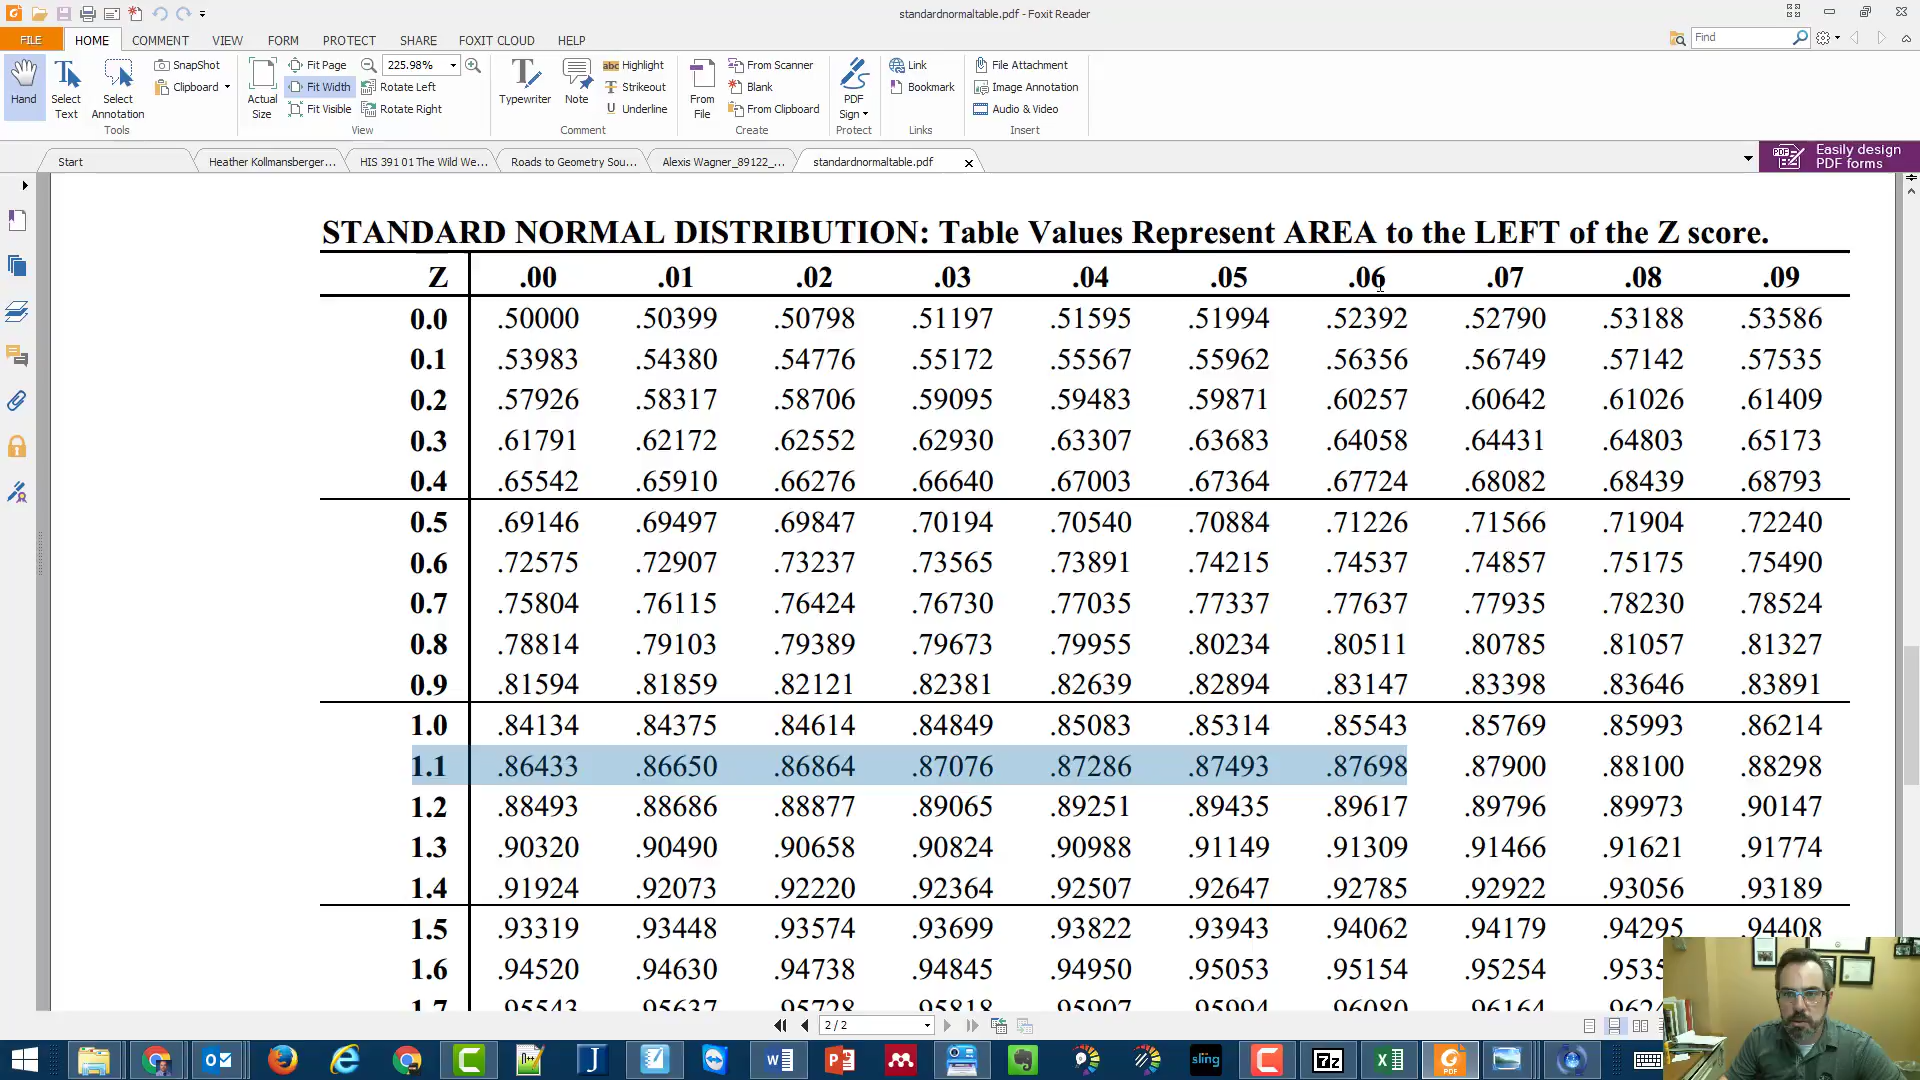 standardnormaltable.pdf - Foxit Reader
FILE HOME COMMENT VIEW FORM PROTECT SHARE FOXIT CLOUD HELP Find
Hand
Select Text
Select Annotation
SnapShot
Clipboard
Tools
Actual Size
Fit Page
Fit Width
Fit Visible
225.98%
Rotate Left
Rotate Right
View
Typewriter
Note
Highlight
Strikeout
Underline
Comment
From File
From Scanner
Blank
From Clipboard
Create
PDF Sign
Protect
Link
Bookmark
Links
File Attachment
Image Annotation
Audio & Video
Insert
Start Heather Kollmansberger... HIS 391 01 The Wild We... Roads to Geometry Sou... Alexis Wagner_89122_... standardnormaltable.pdf
Easily design
PDF forms
STANDARD NORMAL DISTRIBUTION: Table Values Represent AREA to the LEFT of the Z score.
Z .00 .01 .02 .03 .04 .05 .06 .07 .08 .09
0.0 .50000 .50399 .50798 .51197 .51595 .51994 .52392 .52790 .53188 .53586
0.1 .53983 .54380 .54776 .55172 .55567 .55962 .56356 .56749 .57142 .57535
0.2 .57926 .58317 .58706 .59095 .59483 .59871 .60257 .60642 .61026 .61409
0.3 .61791 .62172 .62552 .62930 .63307 .63683 .64058 .64431 .64803 .65173
0.4 .65542 .65910 .66276 .66640 .67003 .67364 .67724 .68082 .68439 .68793
0.5 .69146 .69497 .69847 .70194 .70540 .70884 .71226 .71566 .71904 .72240
0.6 .72575 .72907 .73237 .73565 .73891 .74215 .74537 .74857 .75175 .75490
0.7 .75804 .76115 .76424 .76730 .77035 .77337 .77637 .77935 .78230 .78524
0.8 .78814 .79103 .79389 .79673 .79955 .80234 .80511 .80785 .81057 .81327
0.9 .81594 .81859 .82121 .82381 .82639 .82894 .83147 .83398 .83646 .83891
1.0 .84134 .84375 .84614 .84849 .85083 .85314 .85543 .85769 .85993 .86214
1.1 .86433 .86650 .86864 .87076 .87286 .87493 .87698 .87900 .88100 .88298
1.2 .88493 .88686 .88877 .89065 .89251 .89435 .89617 .89796 .89973 .90147
1.3 .90320 .90490 .90658 .90824 .90988 .91149 .91309 .91466 .91621 .91774
1.4 .91924 .92073 .92220 .92364 .92507 .92647 .92785 .92922 .93056 .93189
1.5 .93319 .93448 .93574 .93699 .93822 .93943 .94062 .94179 .94295 .94408
1.6 .94520 .94630 .94738 .94845 .94950 .95053 .95154 .95254
1.7 .95543 .95637 .95728 .95818 .95907 .95994 .96080 .96164
2 / 2
sling
7z
PDF